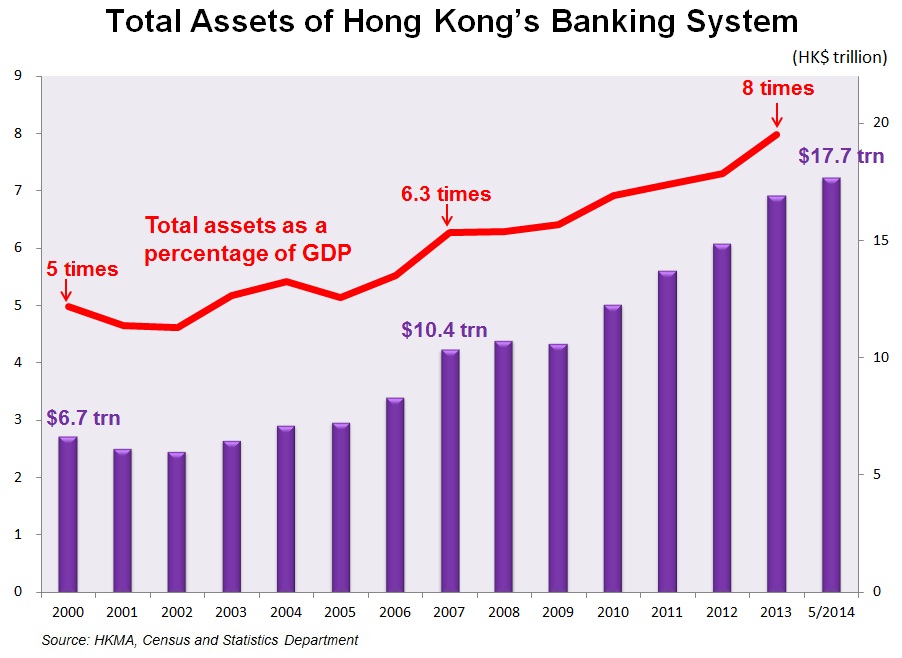 Total Assets of Hong Kong’s Banking System
(HK$ trillion)
9
8
7
6
5
4
3
2
1
0
20
15
10
5
0
8 times
$17.7 trn
6.3 times
Total assets as a
percentage of GDP
5 times
$10.4 trn
$6.7 trn
2000 2001 2002 2003 2004 2005 2006 2007 2008 2009 2010 2011 2012 2013 5/2014
Source: HKMA, Census and Statistics Department